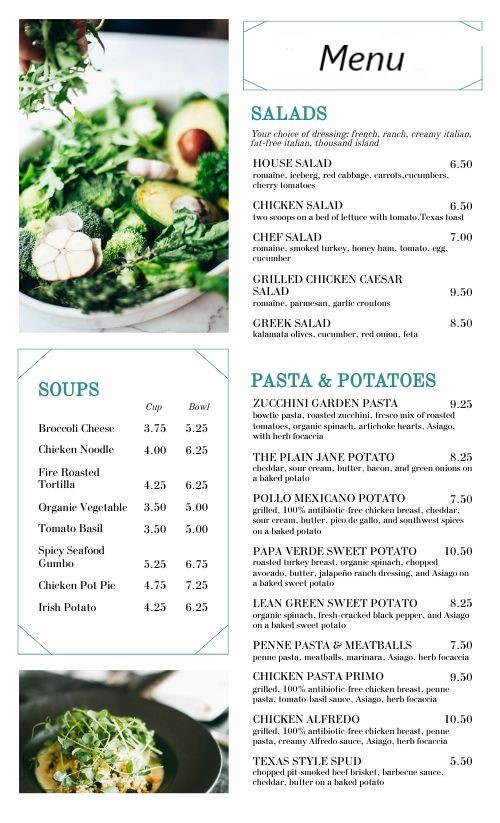 Menu
SALADS
Your choice of dressing: french, ranch, creamy italian,
fat-free italian, thousand island
HOUSE SALAD 6.50
romaine, iceberg, red cabbage, carrots,cucumbers,
cherry tomatoes
CHICKEN SALAD 6.50
two scoops on a bed of lettuce with tomato,Texas toast
CHEF SALAD 7.00
romaine, smoked turkey, honey ham, tomato, egg,
cucumber
GRILLED CHICKEN CAESAR
SALAD 9.50
romaine, parmesan, garlic croutons
GREEK SALAD 8.50
kalamata olives, cucumber, red onion, feta
SOUPS
Cup Bowl
Broccoli Cheese 3.75 5.25
Chicken Noodle 4.00 6.25
Fire Roasted
Tortilla 4.25 6.25
Organic Vegetable 3.50 5.00
Tomato Basil 3.50 5.00
Spicy Seafood
Gumbo 5.25 6.75
Chicken Pot Pie 4.75 7.25
Irish Potato 4.25 6.25
PASTA & POTATOES
ZUCCHINI GARDEN PASTA 9.25
bowtie pasta, roasted zucchini, fresco mix of roasted
tomatoes, organic spinach, artichoke hearts, Asiago,
with herb focaccia
THE PLAIN JANE POTATO 8.25
cheddar, sour cream, butter, bacon, and green onions on
a baked potato
POLLO MEXICANO POTATO 7.50
grilled, 100% antibiotic-free chicken breast, cheddar,
sour cream, butter, pico de gallo, and southwest spices
on a baked potato
PAPA VERDE SWEET POTATO 10.50
roasted turkey breast, organic spinach, chopped
avocado, butter, jalapeño ranch dressing, and Asiago on
a baked sweet potato
LEAN GREEN SWEET POTATO 8.25
organic spinach, fresh-cracked black pepper, and Asiago
on a baked sweet potato
PENNE PASTA & MEATBALLS 7.50
penne pasta, meatballs, marinara, Asiago, herb focaccia
CHICKEN PASTA PRIMO 9.50
grilled, 100% antibiotic-free chicken breast, penne
pasta, tomato-basil sauce, Asiago, herb focaccia
CHICKEN ALFREDO 10.50
grilled, 100% antibiotic-free chicken breast, penne
pasta, creamy Alfredo sauce, Asiago, herb focaccia
TEXAS STYLE SPUD 5.50
chopped pit-smoked beef brisket, barbecue sauce,
cheddar, butter on a baked potato